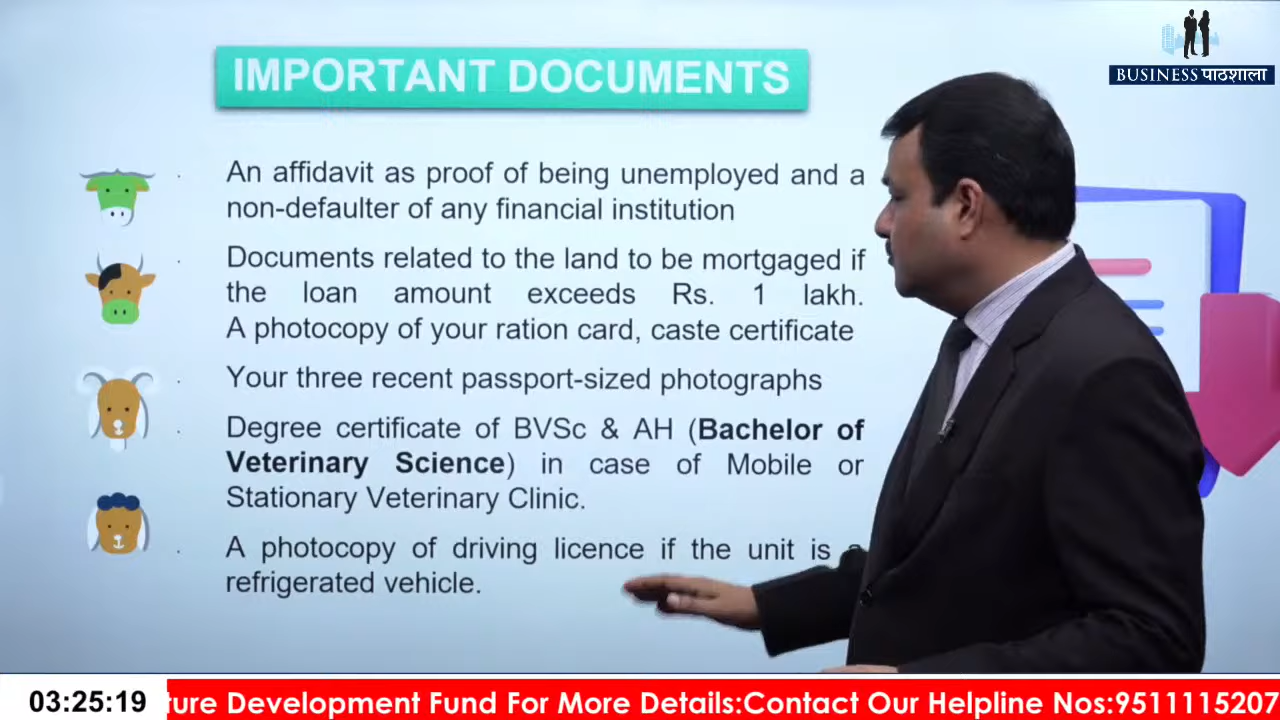 BUSINESS पाठशाला
IMPORTANT DOCUMENTS
An affidavit as proof of being unemployed and a
non-defaulter of any financial institution
Documents related to the land to be mortgaged if
the loan amount exceeds Rs. 1 lakh.
A photocopy of your ration card, caste certificate
Your three recent passport-sized photographs
Degree certificate of BVSc & AH (Bachelor of
Veterinary Science) in case of Mobile or
Stationary Veterinary Clinic.
A photocopy of driving licence if the unit is a
refrigerated vehicle.
03:25:19
ture Development Fund For More Details:Contact Our Helpline Nos:9511115207